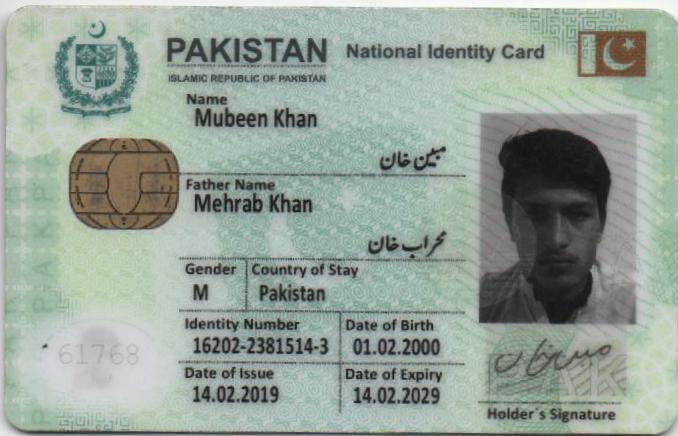 PAKISTAN National Identity Card
ISLAMIC REPUBLIC OF PAKISTAN
Name
Mubeen Khan
مبین خان
Father Name
Mehrab Khan
محراب خان
Gender Country of Stay
M Pakistan
Identity Number Date of Birth
16202-2381514-3 01.02.2000
Date of Issue Date of Expiry
14.02.2019 14.02.2029
61768
مبین خان
Holder's Signature